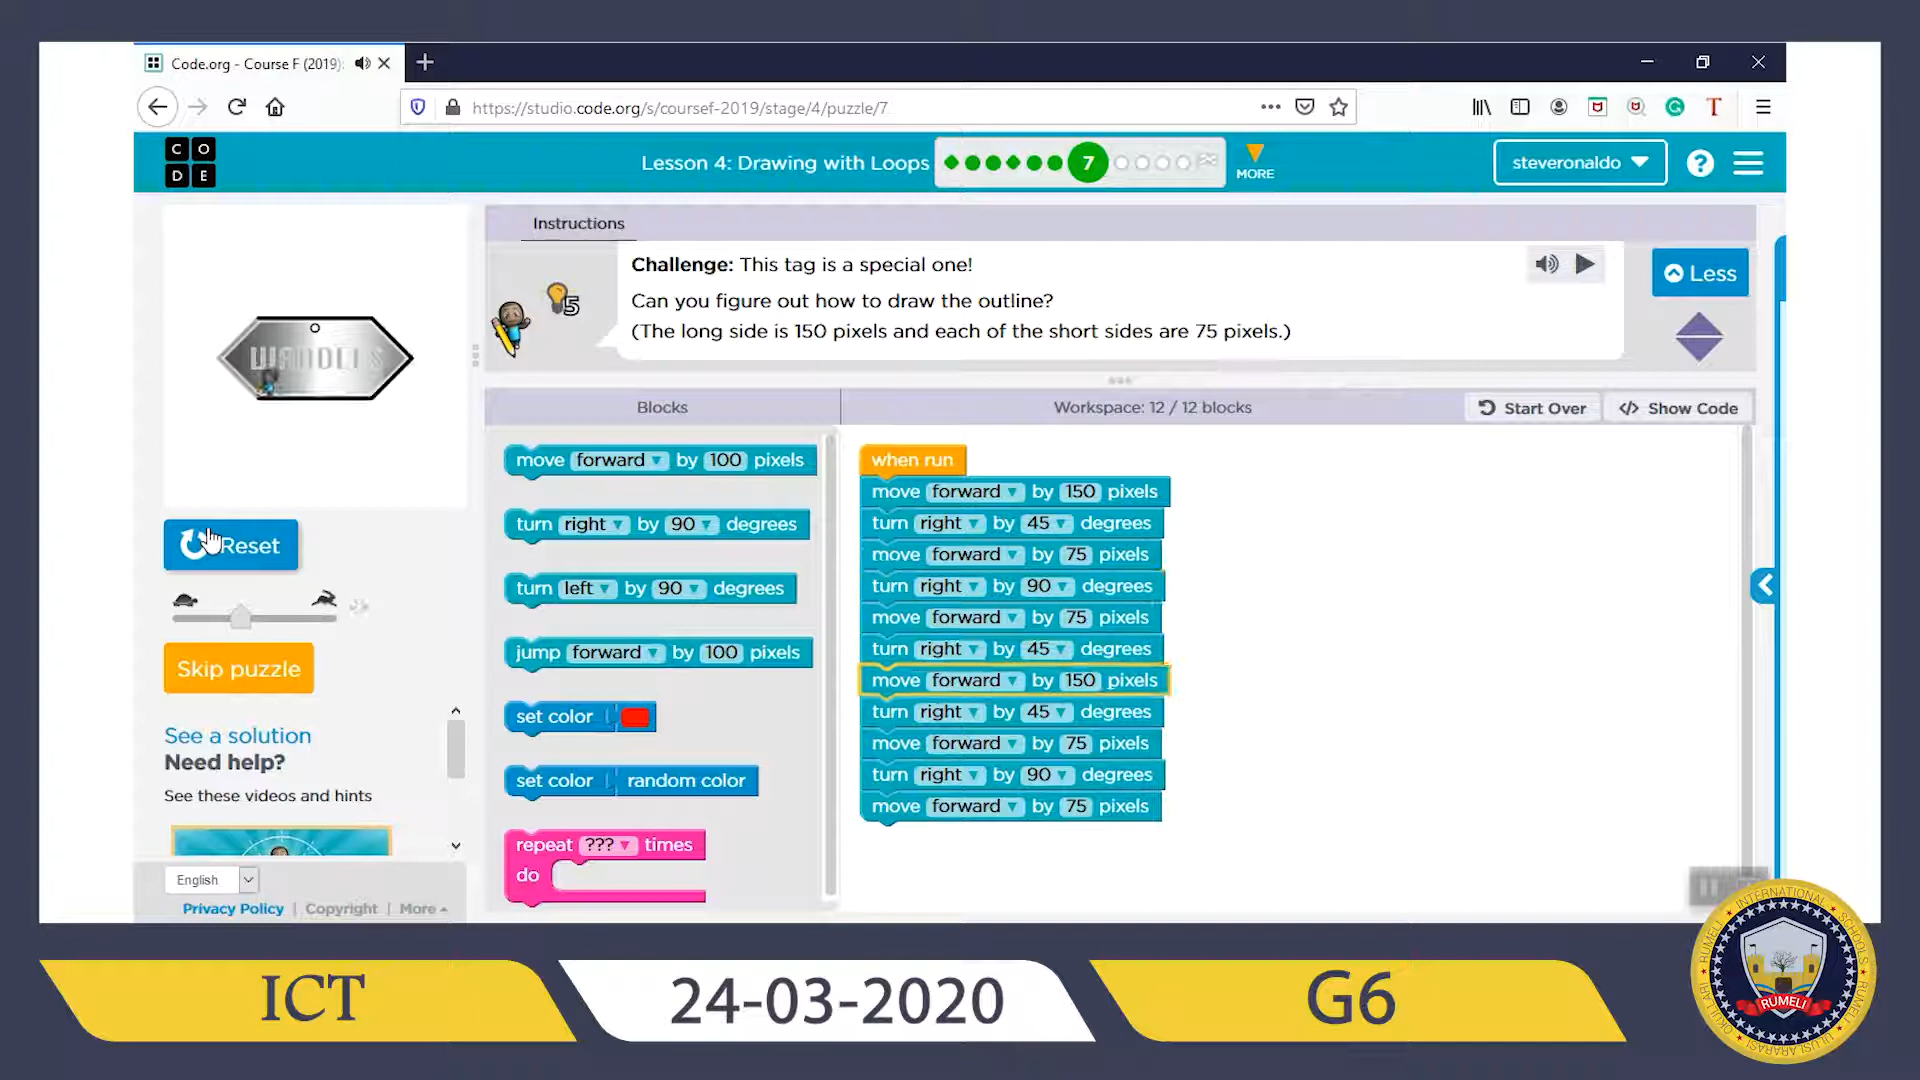 Code.org - Course F (2019):
https://studio.code.org/s/coursef-2019/stage/4/puzzle/7
C O
D E
Lesson 4: Drawing with Loops
7
MORE
steveronaldo
?
Instructions
Challenge: This tag is a special one!
Can you figure out how to draw the outline?
(The long side is 150 pixels and each of the short sides are 75 pixels.)
5
Less
Blocks
Workspace: 12 / 12 blocks
Start Over
</> Show Code
Reset
Skip puzzle
See a solution
Need help?
See these videos and hints
English
Privacy Policy | Copyright | More
move forward by 100 pixels
turn right by 90 degrees
turn left by 90 degrees
jump forward by 100 pixels
set color
set color random color
repeat ??? times
do
when run
move forward by 150 pixels
turn right by 45 degrees
move forward by 75 pixels
turn right by 90 degrees
move forward by 75 pixels
turn right by 45 degrees
move forward by 150 pixels
turn right by 45 degrees
move forward by 75 pixels
turn right by 90 degrees
move forward by 75 pixels
ICT
24-03-2020
G6
RUMELI INTERNATIONAL SCHOOLS
RUMELİ